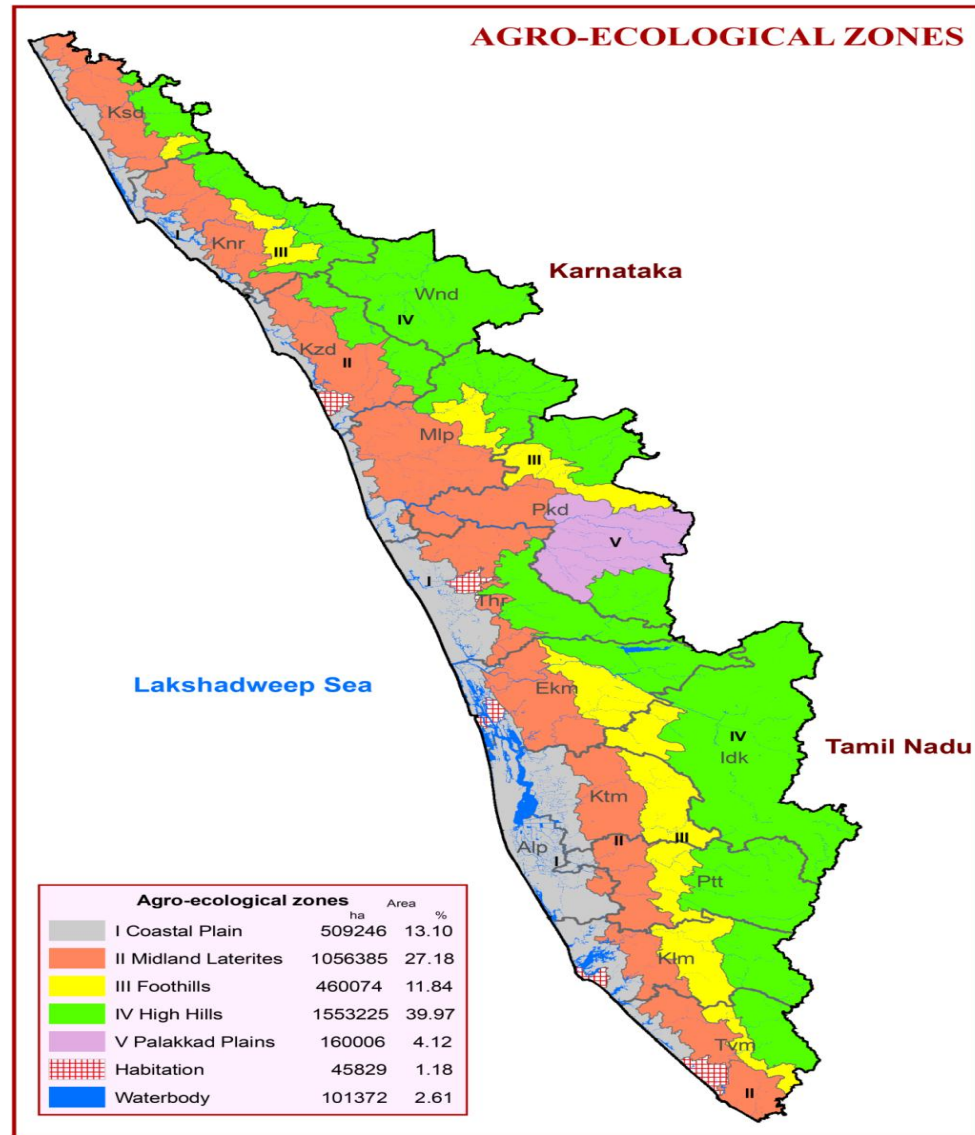 AGRO-ECOLOGICAL ZONES
Ksd
I
Knr
III
Karnataka
Wnd
IV
Kzd
II
Mlp
III
Pkd
V
I
Thr
Lakshadweep Sea
Ekm
IV
Idk
Tamil Nadu
Ktm
II
III
Alp
I
Ptt
Klm
Tvm
II
Agro-ecological zones Area
ha %
I Coastal Plain 509246 13.10
II Midland Laterites 1056385 27.18
III Foothills 460074 11.84
IV High Hills 1553225 39.97
V Palakkad Plains 160006 4.12
Habitation 45829 1.18
Waterbody 101372 2.61